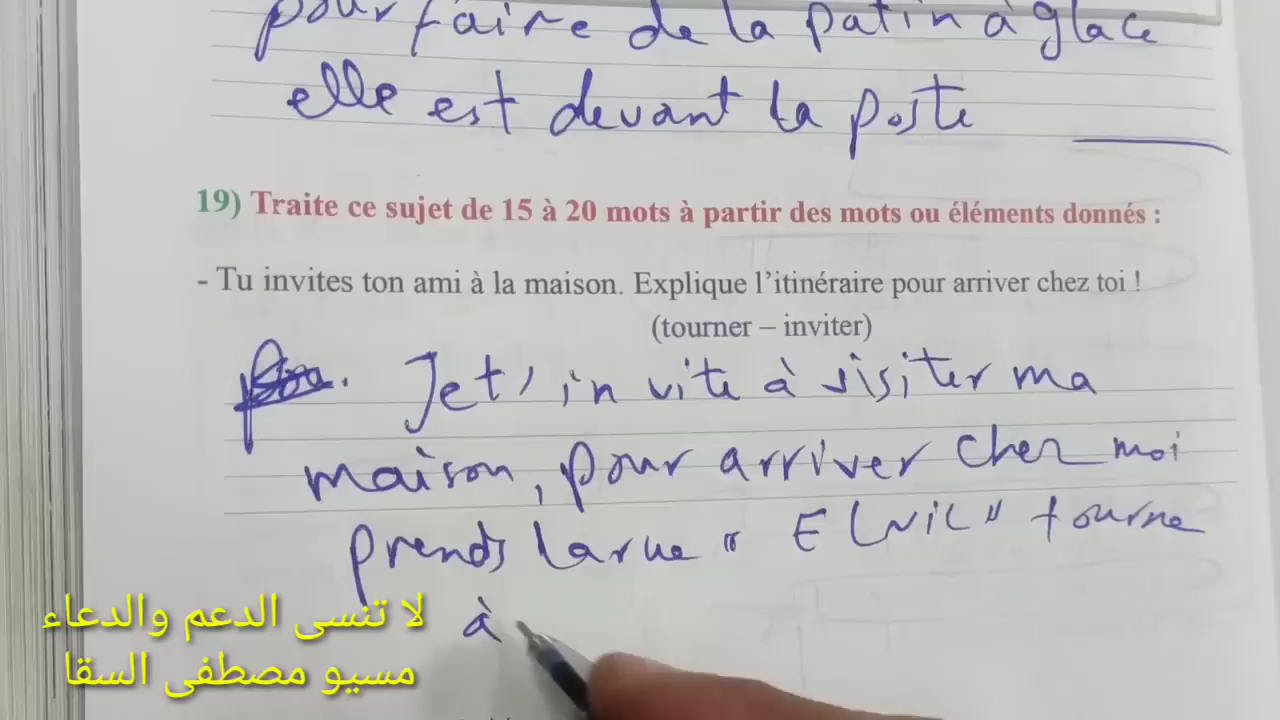 pour faire de la patin à glace
elle est devant la poste
19) Traite ce sujet de 15 à 20 mots à partir des mots ou éléments donnés :
- Tu invites ton ami à la maison. Explique l'itinéraire pour arriver chez toi !
(tourner – inviter)
Je t'invite à visiter ma
maison, pour arriver chez moi
prends la rue " ELNIL" tourne
à
لا تنسى الدعم والدعاء
مسيو مصطفى السقا